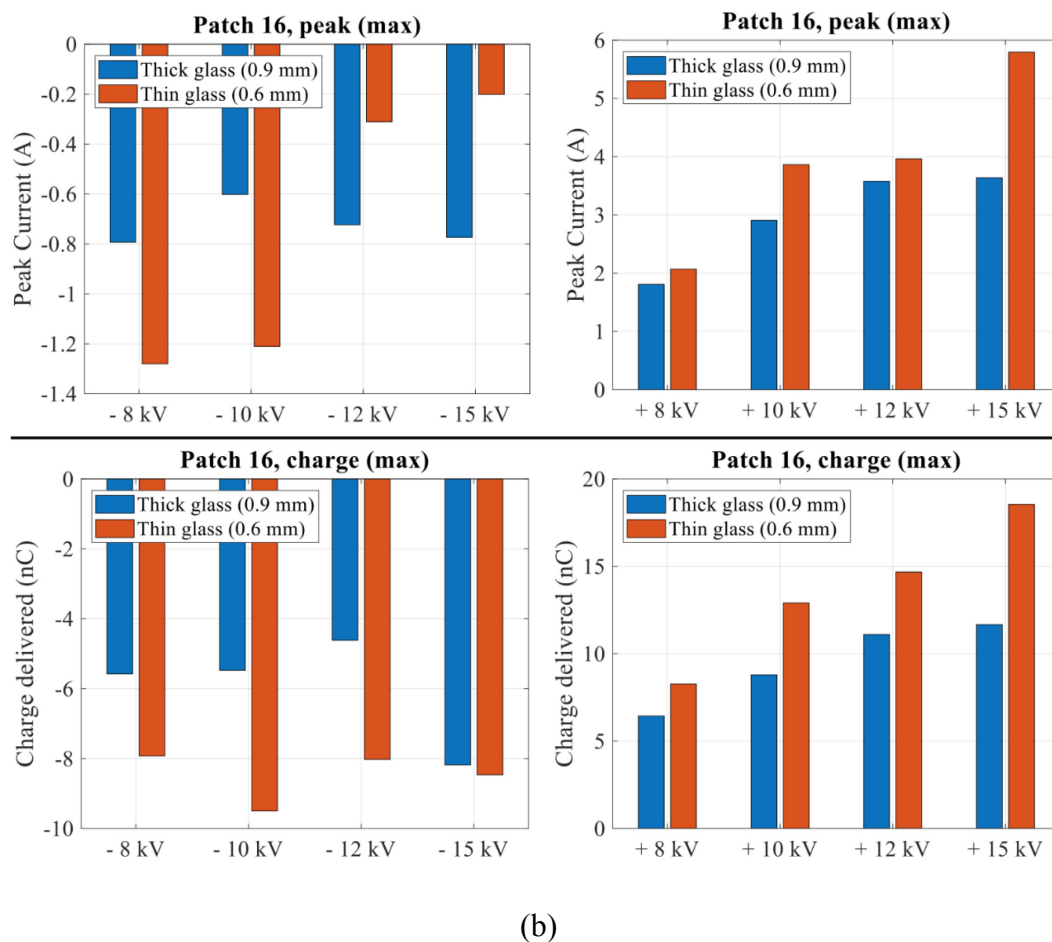 Patch 16, peak (max)
0
-0.2
-0.4
-0.6
-0.8
-1
-1.2
-1.4
Peak Current (A)
Thick glass (0.9 mm)
Thin glass (0.6 mm)
- 8 kV
- 10 kV
- 12 kV
- 15 kV
Patch 16, peak (max)
6
5
4
3
2
1
0
Peak Current (A)
Thick glass (0.9 mm)
Thin glass (0.6 mm)
+ 8 kV
+ 10 kV
+ 12 kV
+ 15 kV
Patch 16, charge (max)
0
-2
-4
-6
-8
-10
Charge delivered (nC)
Thick glass (0.9 mm)
Thin glass (0.6 mm)
- 8 kV
- 10 kV
- 12 kV
- 15 kV
Patch 16, charge (max)
20
15
10
5
0
Charge delivered (nC)
Thick glass (0.9 mm)
Thin glass (0.6 mm)
+ 8 kV
+ 10 kV
+ 12 kV
+ 15 kV
(b)